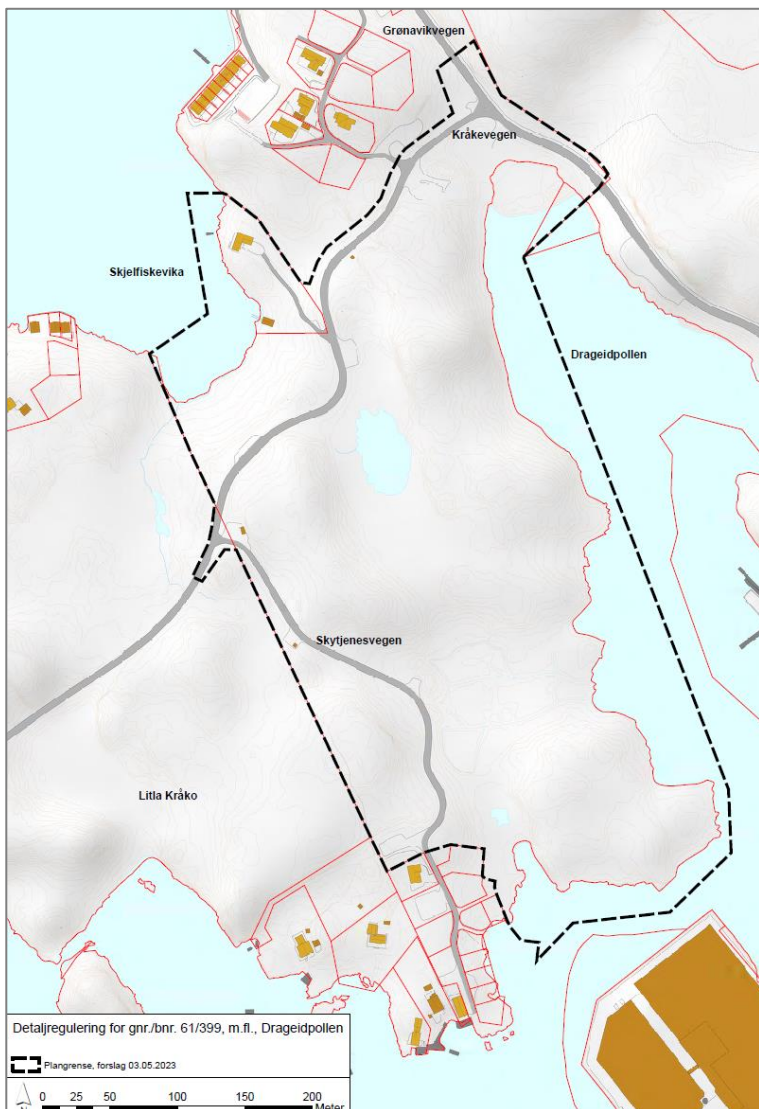 Grønavikvegen
Kråkevegen
Skjelfiskevika
Drageidpollen
Skytjenesvegen
Litla Kråko
Detaljregulering for gnr./bnr. 61/399, m.fl., Drageidpollen
Plangrense, forslag 03.05.2023
N
0 25 50 100 150 200
Meter